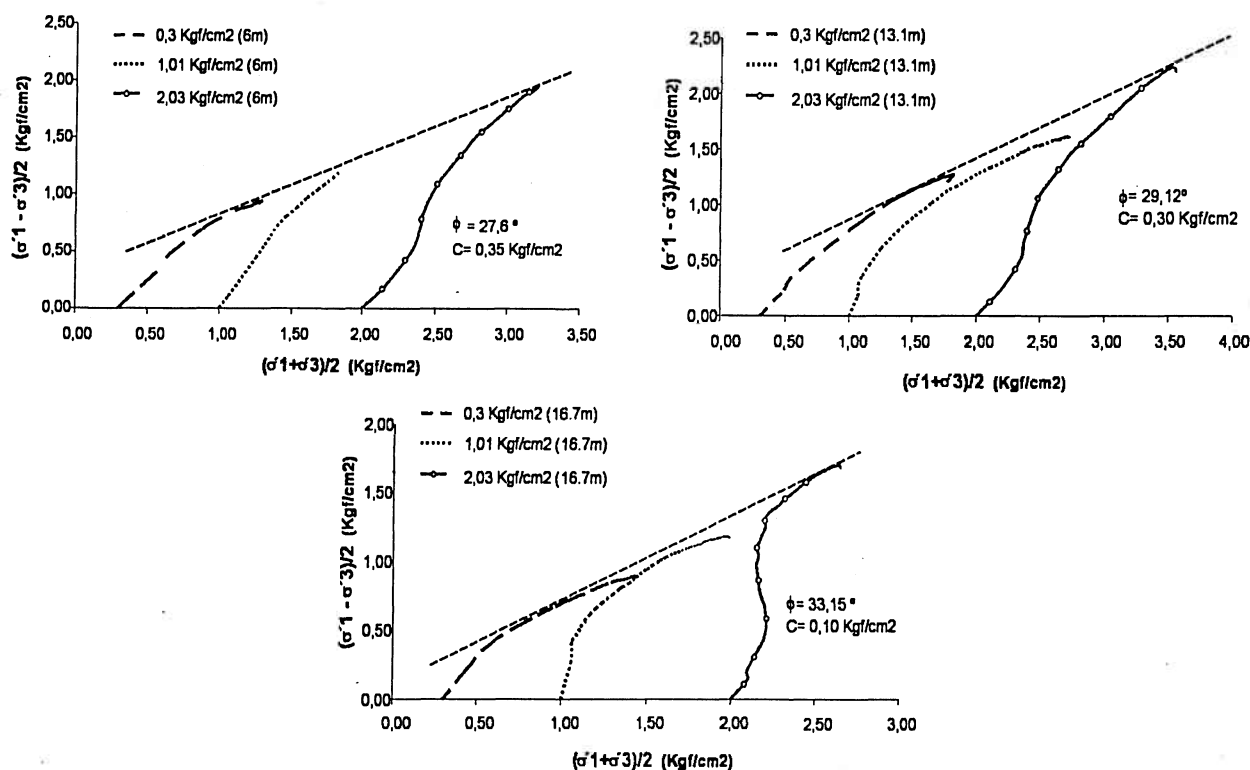 2,50
2,00
1,50
1,00
0,50
0,00
(σ´1 - σ´3)/2 (Kgf/cm2)
0,3 Kgf/cm2 (6m)
1,01 Kgf/cm2 (6m)
2,03 Kgf/cm2 (6m)
ϕ = 27,6 º
C= 0,35 Kgf/cm2
0,00 0,50 1,00 1,50 2,00 2,50 3,00 3,50
(σ´1+σ´3)/2 (Kgf/cm2)
2,50
2,00
1,50
1,00
0,50
0,00
(σ´1 - σ´3)/2 (Kgf/cm2)
0,3 Kgf/cm2 (13.1m)
1,01 Kgf/cm2 (13.1m)
2,03 Kgf/cm2 (13.1m)
ϕ= 29,12º
C= 0,30 Kgf/cm2
0,00 0,50 1,00 1,50 2,00 2,50 3,00 3,50 4,00
(σ´1+σ´3)/2 (Kgf/cm2)
2,00
1,50
1,00
0,50
0,00
(σ´1 - σ´3)/2 (Kgf/cm2)
0,3 Kgf/cm2 (16.7m)
1,01 Kgf/cm2 (16.7m)
2,03 Kgf/cm2 (16.7m)
ϕ= 33,15 º
C= 0,10 Kgf/cm2
0,00 0,50 1,00 1,50 2,00 2,50 3,00
(σ´1+σ´3)/2 (Kgf/cm2)